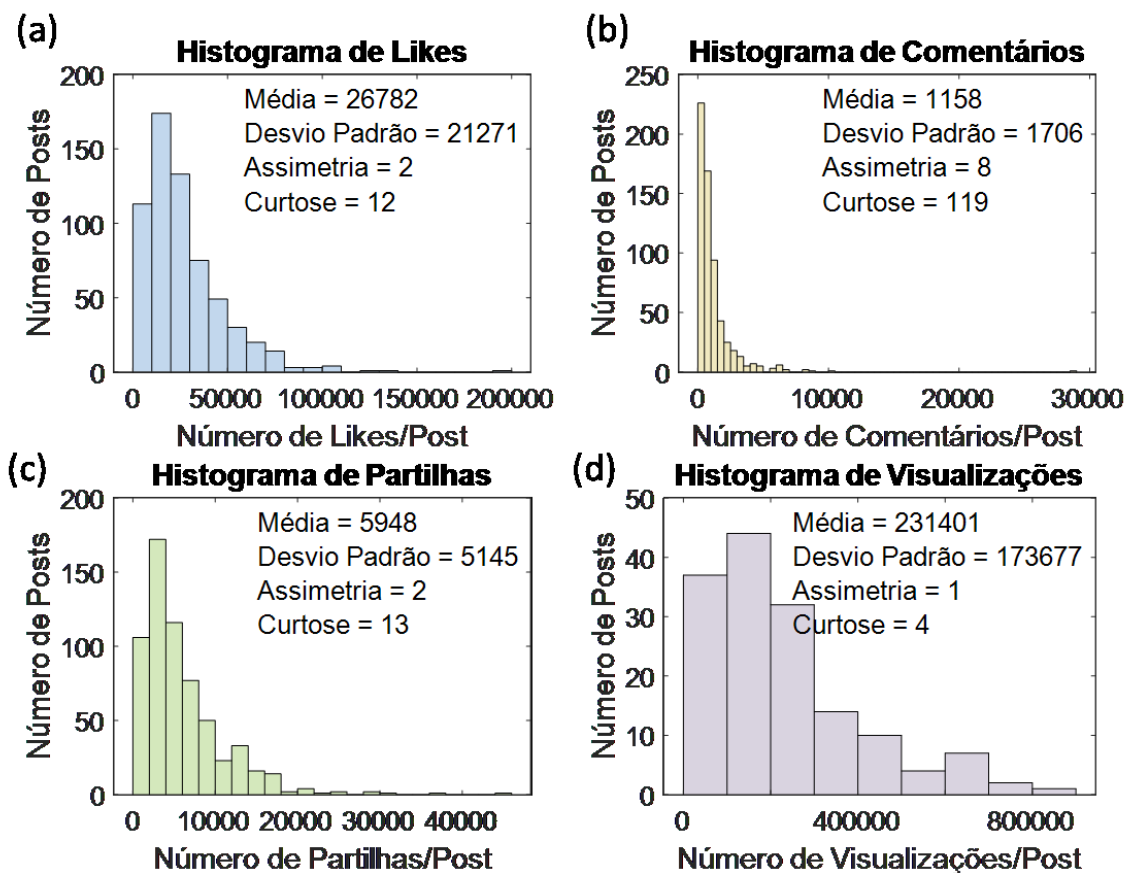 (a)
Histograma de Likes
Média = 26782
Desvio Padrão = 21271
Assimetria = 2
Curtose = 12
200
150
100
50
0
Número de Posts
0 50000 100000 150000 200000
Número de Likes/Post
(b)
Histograma de Comentários
Média = 1158
Desvio Padrão = 1706
Assimetria = 8
Curtose = 119
250
200
150
100
50
0
Número de Posts
0 10000 20000 30000
Número de Comentários/Post
(c)
Histograma de Partilhas
Média = 5948
Desvio Padrão = 5145
Assimetria = 2
Curtose = 13
200
150
100
50
0
Número de Posts
0 10000 20000 30000 40000
Número de Partilhas/Post
(d)
Histograma de Visualizações
Média = 231401
Desvio Padrão = 173677
Assimetria = 1
Curtose = 4
50
40
30
20
10
0
Número de Posts
0 400000 800000
Número de Visualizações/Post